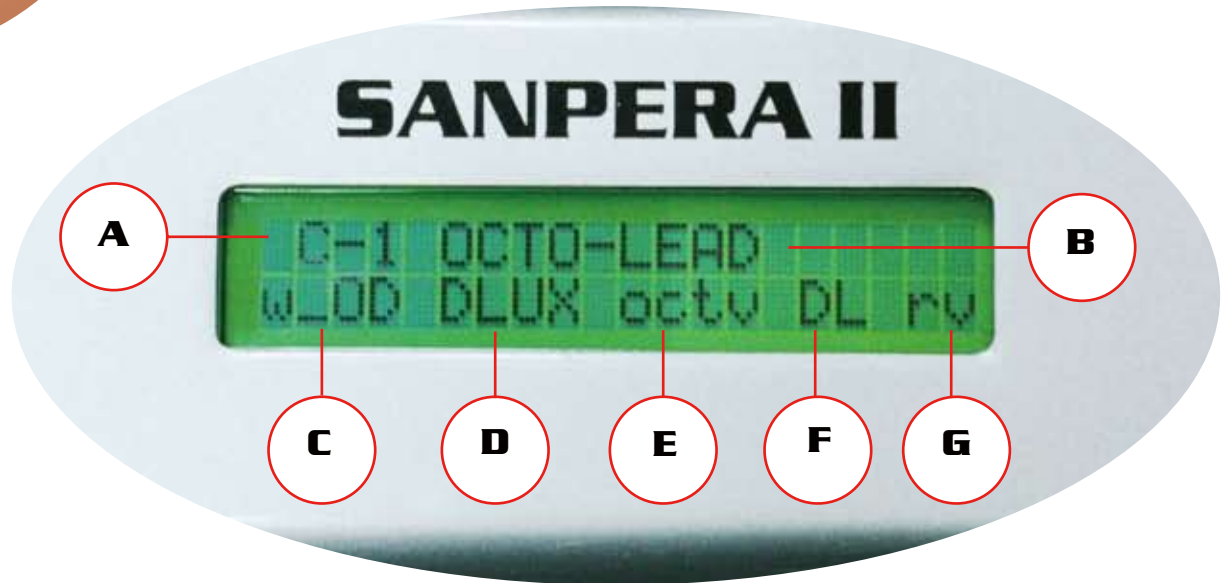 SANPERA II
A
C-1 OCTO-LEAD
B
w_OD DLUX octv DL rv
C D E F G